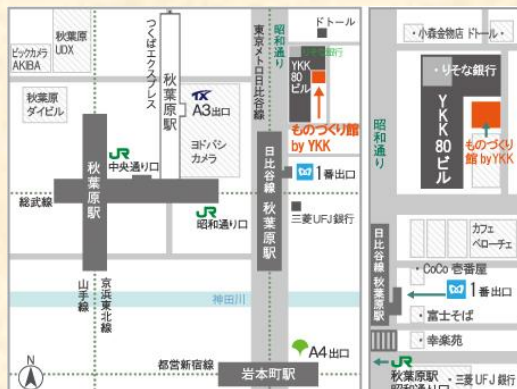 ビックカメラ
AKIBA
秋葉原
UDX
つくばエクスプレス
秋葉原駅
東京メトロ日比谷線
昭和通り
ドトール
りそな銀行
YKK
80
ビル
秋葉原
ダイビル
TX
A3出口
ヨドバシ
カメラ
ものづくり館
by YKK
秋葉原駅
JR
中央通り口
日比谷線 秋葉原駅
1番出口
総武線
JR
昭和通り口
三菱UFJ銀行
神田川
山手線
京浜東北線
A4出口
都営新宿線
岩本町駅
N
・小森金物店 ドトール・
・りそな銀行
YKK80ビル
昭和通り
ものづくり
館 by YKK
カフェ
ベローチェ
日比谷線 秋葉原駅
・CoCo 壱番屋
1番出口
・富士そば
・幸楽苑
JR
秋葉原駅
昭和通り口
・三菱 UFJ 銀行